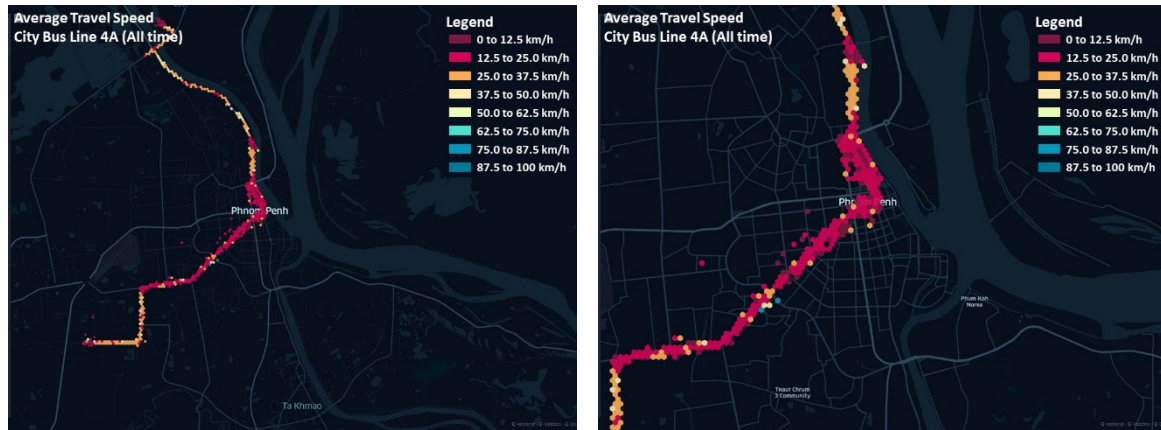 Average Travel Speed
City Bus Line 4A (All time)
Legend
0 to 12.5 km/h
12.5 to 25.0 km/h
25.0 to 37.5 km/h
37.5 to 50.0 km/h
50.0 to 62.5 km/h
62.5 to 75.0 km/h
75.0 to 87.5 km/h
87.5 to 100 km/h
Phnom Penh
Ta Khmao
Average Travel Speed
City Bus Line 4A (All time)
Legend
0 to 12.5 km/h
12.5 to 25.0 km/h
25.0 to 37.5 km/h
37.5 to 50.0 km/h
50.0 to 62.5 km/h
62.5 to 75.0 km/h
75.0 to 87.5 km/h
87.5 to 100 km/h
Phnom Penh
Phum Koh
Norea
Tnaut Chrum
3 Community